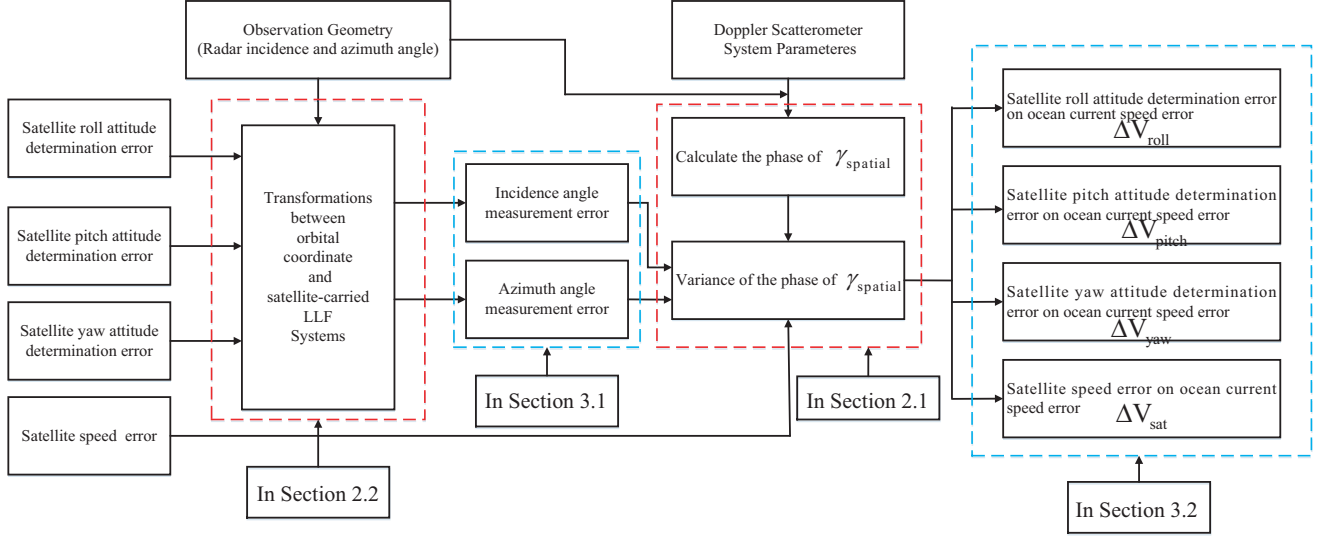 Observation Geometry
(Radar incidence and azimuth angle)
Doppler Scatterometer
System Parameteres
Satellite roll attitude
determination error
Satellite pitch attitude
determination error
Satellite yaw attitude
determination error
Satellite speed error
Transformations
between
orbital
coordinate
and
satellite-carried
LLF
Systems
In Section 2.2
Incidence angle
measurement error
Azimuth angle
measurement error
In Section 3.1
Calculate the phase of γspatial
Variance of the phase of γspatial
In Section 2.1
Satellite roll attitude determination error
on ocean current speed error
ΔVroll
Satellite pitch attitude determination
error on ocean current speed error
ΔVpitch
Satellite yaw attitude determination
error on ocean current speed error
ΔVyaw
Satellite speed error on ocean current
speed error
ΔVsat
In Section 3.2